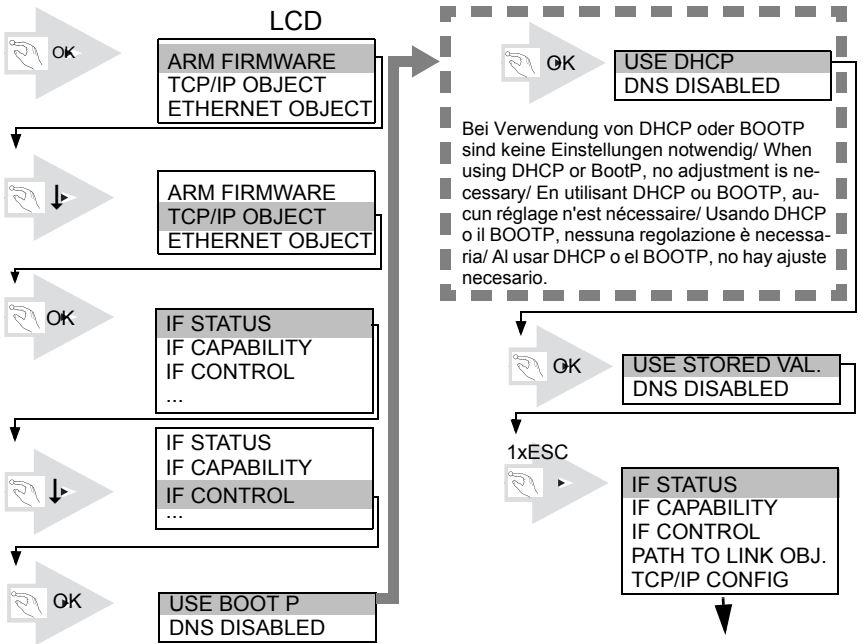 LCD
OK
ARM FIRMWARE
TCP/IP OBJECT
ETHERNET OBJECT
ARM FIRMWARE
TCP/IP OBJECT
ETHERNET OBJECT
OK
IF STATUS
IF CAPABILITY
IF CONTROL
...
IF STATUS
IF CAPABILITY
IF CONTROL
...
OK
USE BOOT P
DNS DISABLED
OK
USE DHCP
DNS DISABLED
Bei Verwendung von DHCP oder BOOTP
sind keine Einstellungen notwendig/ When
using DHCP or BootP, no adjustment is ne-
cessary/ En utilisant DHCP ou BOOTP, au-
cun réglage n'est nécessaire/ Usando DHCP
o il BOOTP, nessuna regolazione è necessa-
ria/ Al usar DHCP o el BOOTP, no hay ajuste
necesario.
OK
USE STORED VAL.
DNS DISABLED
1xESC
IF STATUS
IF CAPABILITY
IF CONTROL
PATH TO LINK OBJ.
TCP/IP CONFIG